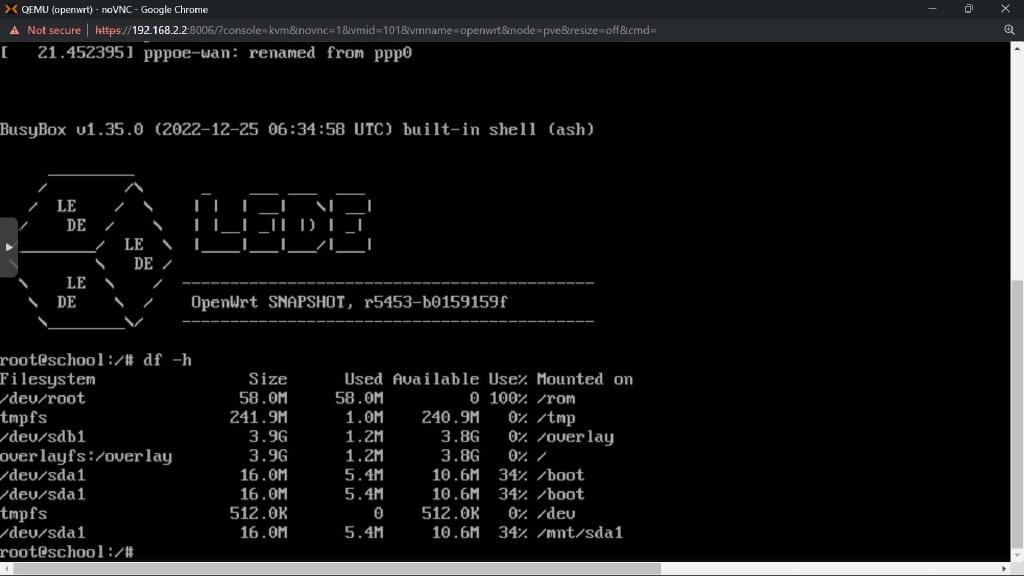 QEMU (openwrt) - noVNC - Google Chrome
Not secure | https://192.168.2.2:8006/?console=kvm&novnc=1&vmid=101&vmname=openwrt&node=pve&resize=off&cmd=
[   21.452395] pppoe-wan: renamed from ppp0
BusyBox v1.35.0 (2022-12-25 06:34:58 UTC) built-in shell (ash)
LE
DE
LE
DE
LE
DE
LEDE
OpenWrt SNAPSHOT, r5453-b0159159f
root@school:/# df -h
Filesystem                Size      Used Available Use% Mounted on
/dev/root                58.0M     58.0M         0 100% /rom
tmpfs                   241.9M      1.0M    240.9M   0% /tmp
/dev/sdb1                 3.9G      1.2M      3.8G   0% /overlay
overlayfs:/overlay        3.9G      1.2M      3.8G   0% /
/dev/sda1                16.0M      5.4M     10.6M  34% /boot
/dev/sda1                16.0M      5.4M     10.6M  34% /boot
tmpfs                   512.0K         0    512.0K   0% /dev
/dev/sda1                16.0M      5.4M     10.6M  34% /mnt/sda1
root@school:/#